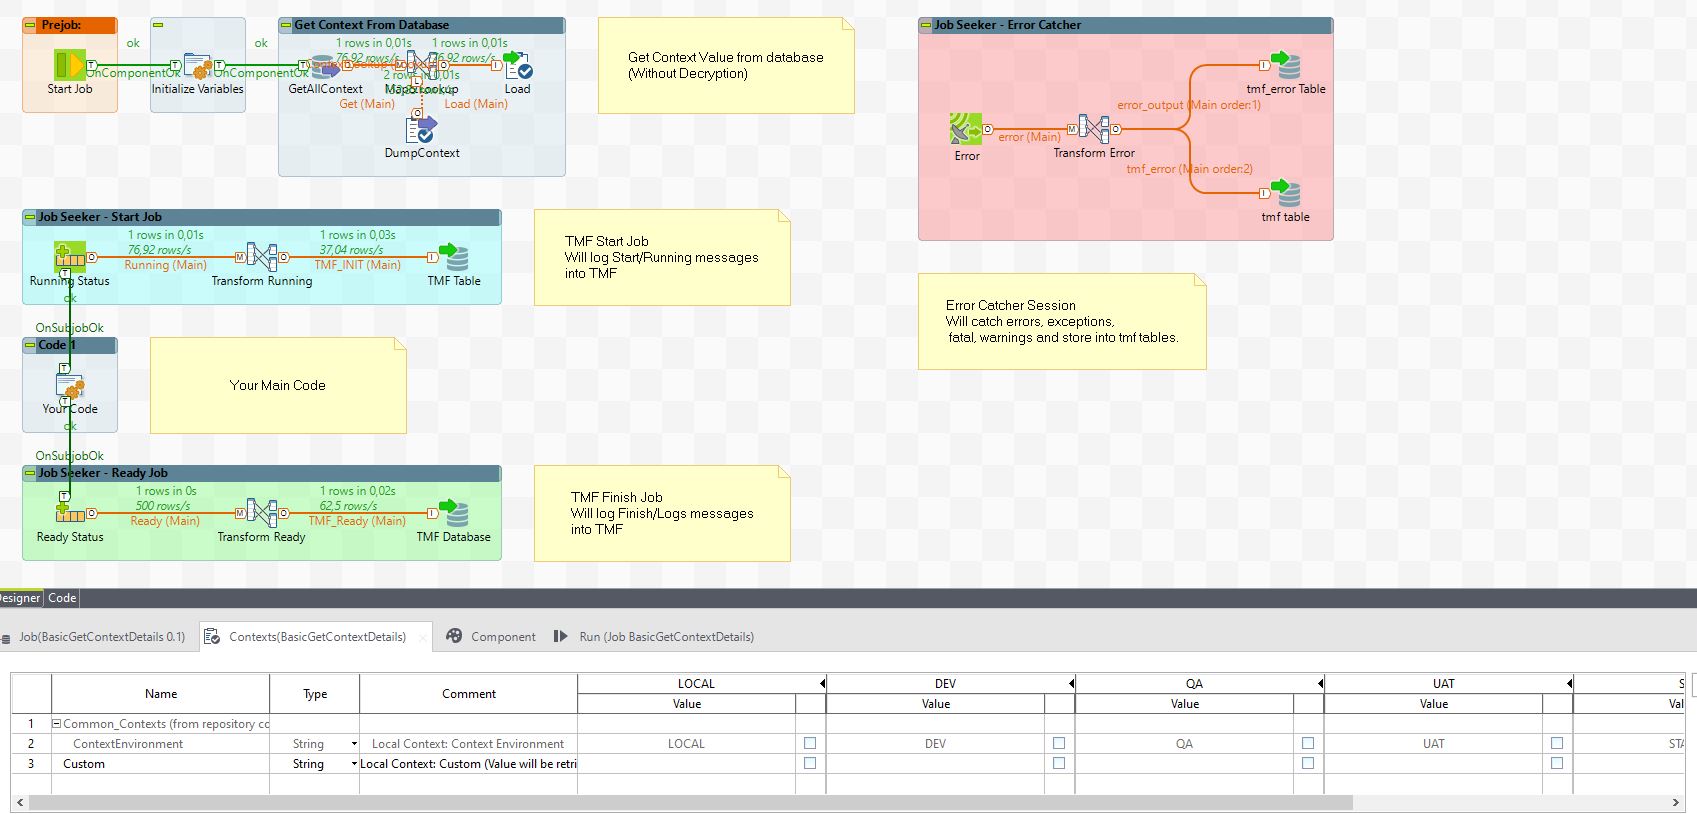 Prejob:
ok
ok
OnComponentOk
OnComponentOk
Start Job
Initialize Variables
Get Context From Database
1 rows in 0,01s
1 rows in 0,01s
76,92 rows/s
76,92 rows/s
2 rows in 0,01s
GetAllContext
Load
Get (Main)
Load (Main)
DumpContext
Get Context Value from database
(Without Decryption)
Job Seeker - Error Catcher
tmf_error Table
error_output (Main order:1)
error (Main)
Error
Transform Error
tmf_error (Main order:2)
tmf table
Job Seeker - Start Job
1 rows in 0,01s
1 rows in 0,03s
76,92 rows/s
37,04 rows/s
Running (Main)
TMF_INIT (Main)
Running Status
Transform Running
TMF Table
ok
OnSubjobOk
TMF Start Job
Will log Start/Running messages
into TMF
Error Catcher Session
Will catch errors, exceptions,
fatal, warnings and store into tmf tables.
Code 1
Your Code
ok
OnSubjobOk
Your Main Code
Job Seeker - Ready Job
1 rows in 0s
1 rows in 0,02s
500 rows/s
62,5 rows/s
Ready (Main)
TMF_Ready (Main)
Ready Status
Transform Ready
TMF Database
TMF Finish Job
Will log Finish/Logs messages
into TMF
Designer Code
Job(BasicGetContextDetails 0.1) Contexts(BasicGetContextDetails) Component Run (Job BasicGetContextDetails)
Name Type Comment LOCAL DEV QA UAT S
Value Value Value Value Val
1 Common_Contexts (from repository co
2 ContextEnvironment String Local Context: Context Environment LOCAL DEV QA UAT STA
3 Custom String Local Context: Custom (Value will be retri